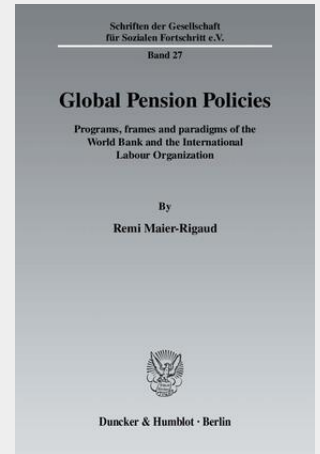 Schriften der Gesellschaft
für Sozialen Fortschritt e.V.
Band 27
Global Pension Policies
Programs, frames and paradigms of the
World Bank and the International
Labour Organization
By
Remi Maier-Rigaud
Duncker & Humblot · Berlin